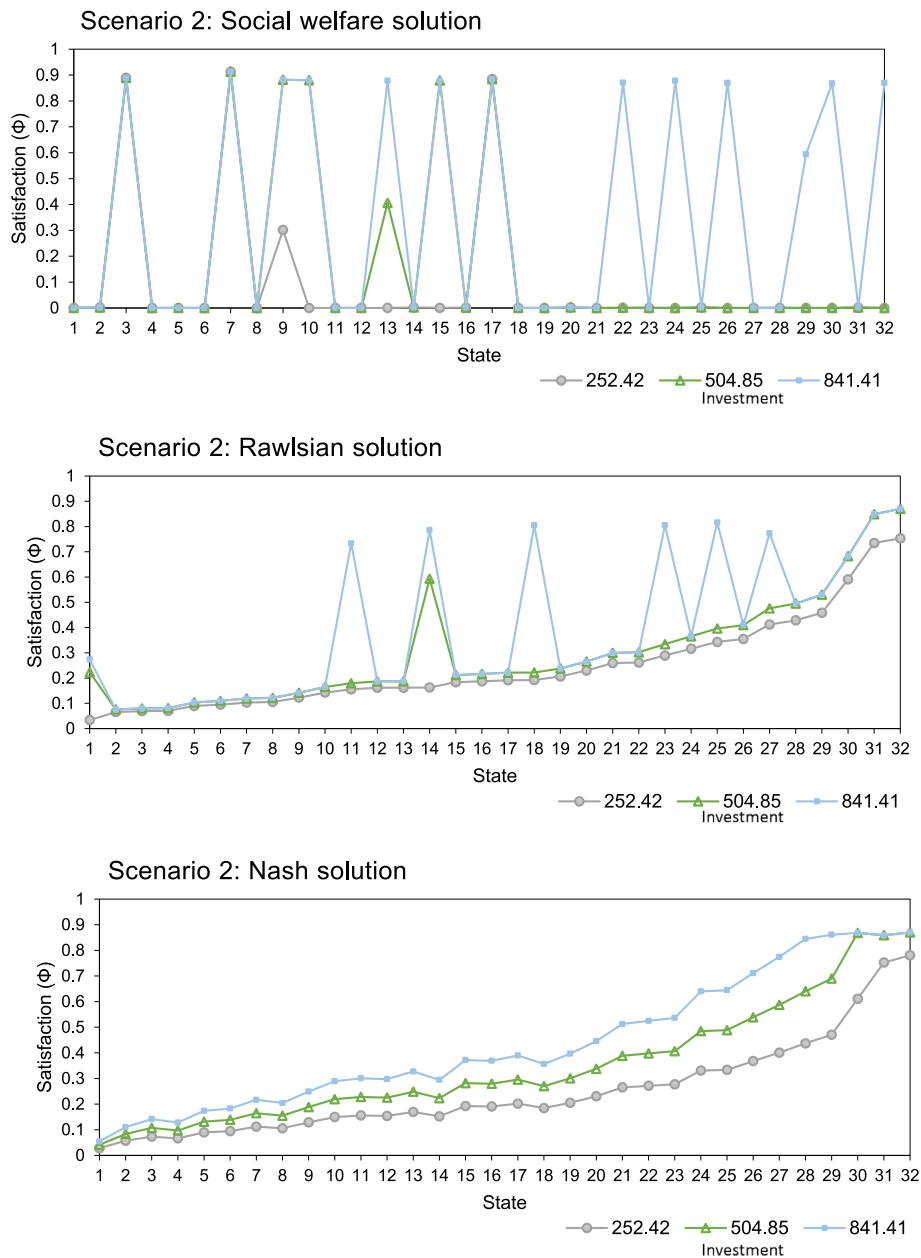 Scenario 2: Social welfare solution
1
0.9
0.8
0.7
0.6
0.5
0.4
0.3
0.2
0.1
0
Satisfaction (Φ)
1 2 3 4 5 6 7 8 9 10 11 12 13 14 15 16 17 18 19 20 21 22 23 24 25 26 27 28 29 30 31 32
State
252.42 504.85 841.41
Investment
Scenario 2: Rawlsian solution
1
0.9
0.8
0.7
0.6
0.5
0.4
0.3
0.2
0.1
0
Satisfaction (Φ)
1 2 3 4 5 6 7 8 9 10 11 12 13 14 15 16 17 18 19 20 21 22 23 24 25 26 27 28 29 30 31 32
State
252.42 504.85 841.41
Investment
Scenario 2: Nash solution
1
0.9
0.8
0.7
0.6
0.5
0.4
0.3
0.2
0.1
0
Satisfaction (Φ)
1 2 3 4 5 6 7 8 9 10 11 12 13 14 15 16 17 18 19 20 21 22 23 24 25 26 27 28 29 30 31 32
State
252.42 504.85 841.41
Investment